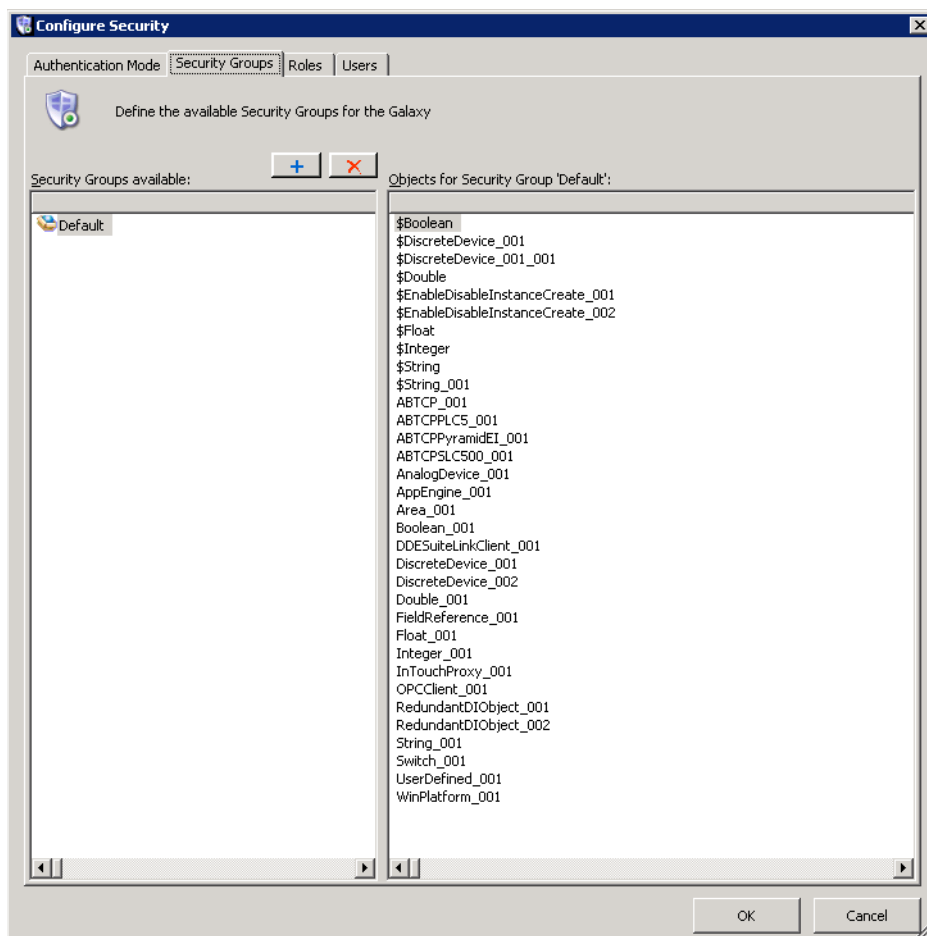 Configure Security
Authentication Mode Security Groups Roles Users
Define the available Security Groups for the Galaxy
Security Groups available:
Default
Objects for Security Group 'Default':
$Boolean
$DiscreteDevice_001
$DiscreteDevice_001_001
$Double
$EnableDisableInstanceCreate_001
$EnableDisableInstanceCreate_002
$Float
$Integer
$String
$String_001
ABTCP_001
ABTCPPLC5_001
ABTCPPyramidEI_001
ABTCPSLC500_001
AnalogDevice_001
AppEngine_001
Area_001
Boolean_001
DDESuiteLinkClient_001
DiscreteDevice_001
DiscreteDevice_002
Double_001
FieldReference_001
Float_001
Integer_001
InTouchProxy_001
OPCClient_001
RedundantDIObject_001
RedundantDIObject_002
String_001
Switch_001
UserDefined_001
WinPlatform_001
OK Cancel